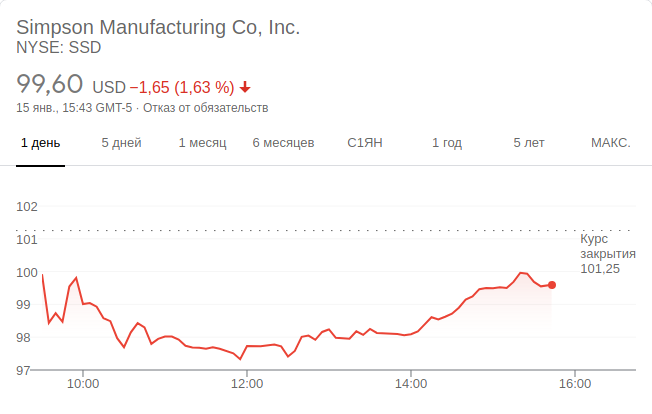 Simpson Manufacturing Co, Inc.
NYSE: SSD
99,60 USD −1,65 (1,63 %)
15 янв., 15:43 GMT-5 · Отказ от обязательств
1 день 5 дней 1 месяц 6 месяцев С1ЯН 1 год 5 лет МАКС.
102
101
100
99
98
97
Курс
закрытия
101,25
10:00 12:00 14:00 16:00